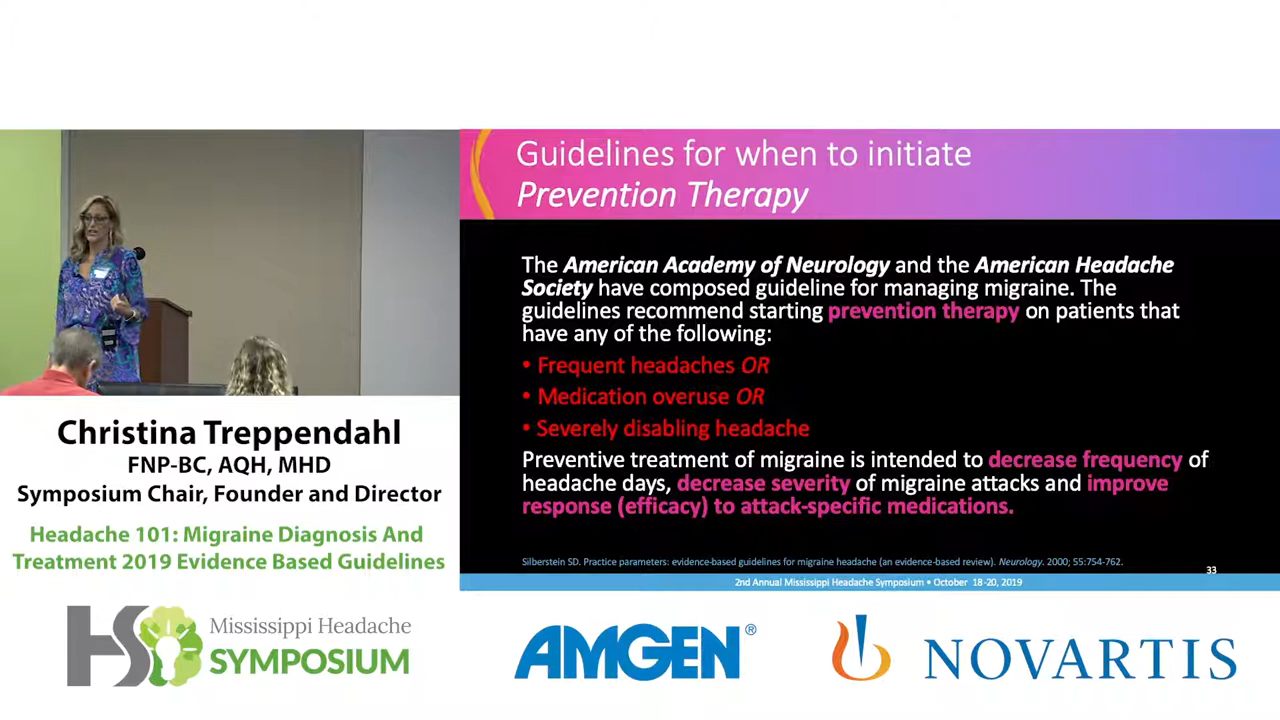 Guidelines for when to initiate
Prevention Therapy
The American Academy of Neurology and the American Headache
Society have composed guideline for managing migraine. The
guidelines recommend starting prevention therapy on patients that
have any of the following:
• Frequent headaches OR
• Medication overuse OR
• Severely disabling headache
Preventive treatment of migraine is intended to decrease frequency of
headache days, decrease severity of migraine attacks and improve
response (efficacy) to attack-specific medications.
Silberstein SD. Practice parameters: evidence-based guidelines for migraine headache (an evidence-based review). Neurology. 2000; 55:754-762.
33
2nd Annual Mississippi Headache Symposium • October 18-20, 2019
Christina Treppendahl
FNP-BC, AQH, MHD
Symposium Chair, Founder and Director
Headache 101: Migraine Diagnosis And
Treatment 2019 Evidence Based Guidelines
HS
Mississippi Headache
SYMPOSIUM
AMGEN®
NOVARTIS